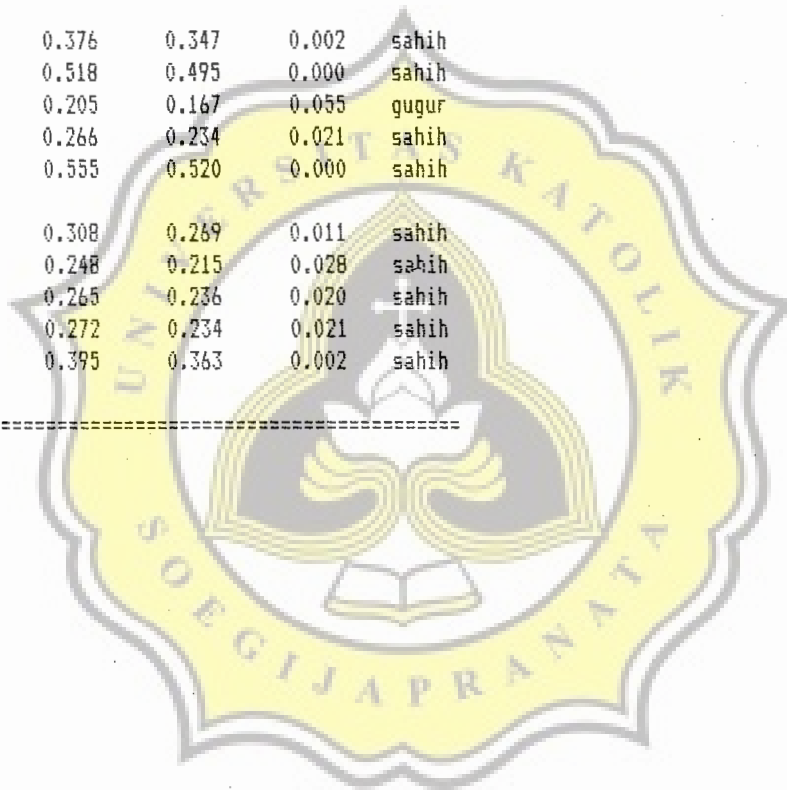 0.376 0.347 0.002 sahih
0.518 0.495 0.000 sahih
0.205 0.167 0.055 gugur
0.266 0.234 0.021 sahih
0.555 0.520 0.000 sahih
0.308 0.269 0.011 sahih
0.248 0.215 0.028 sahih
0.265 0.236 0.020 sahih
0.272 0.234 0.021 sahih
0.395 0.363 0.002 sahih
========================================
UNIVERSITAS KATOLIK
SOEGIJAPRANATA